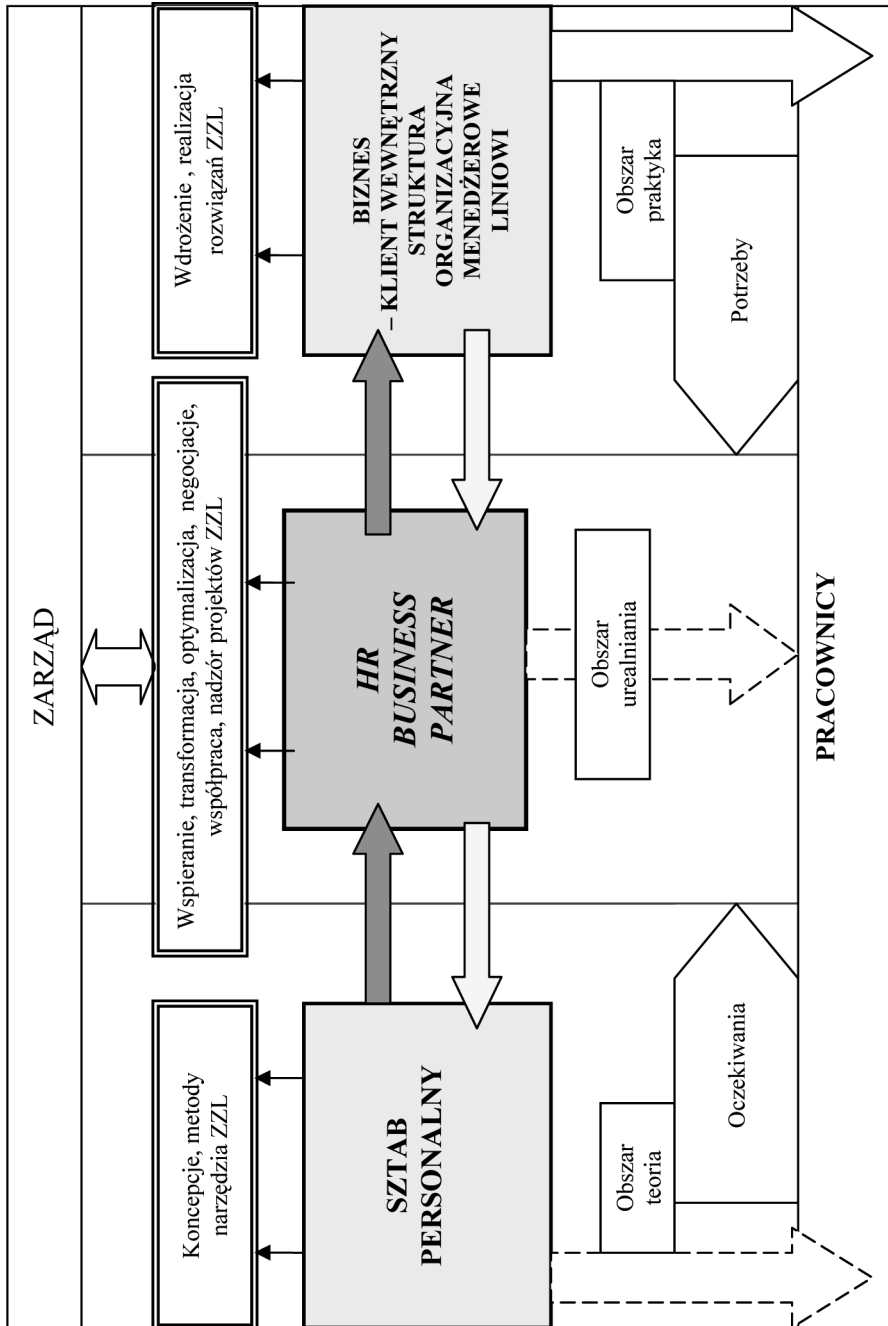 ZARZĄD
Koncepcje, metody
narzędzia ZZL
Wspieranie, transformacja, optymalizacja, negocjacje,
współpraca, nadzór projektów ZZL
Wdrożenie , realizacja
rozwiązań ZZL
SZTAB
PERSONALNY
HR
BUSINESS
PARTNER
BIZNES
– KLIENT WEWNĘTRZNY
STRUKTURA
ORGANIZACYJNA
MENEDŻEROWE
LINIOWI
Obszar
teoria
Obszar
urealniania
Obszar
praktyka
Oczekiwania
Potrzeby
PRACOWNICY